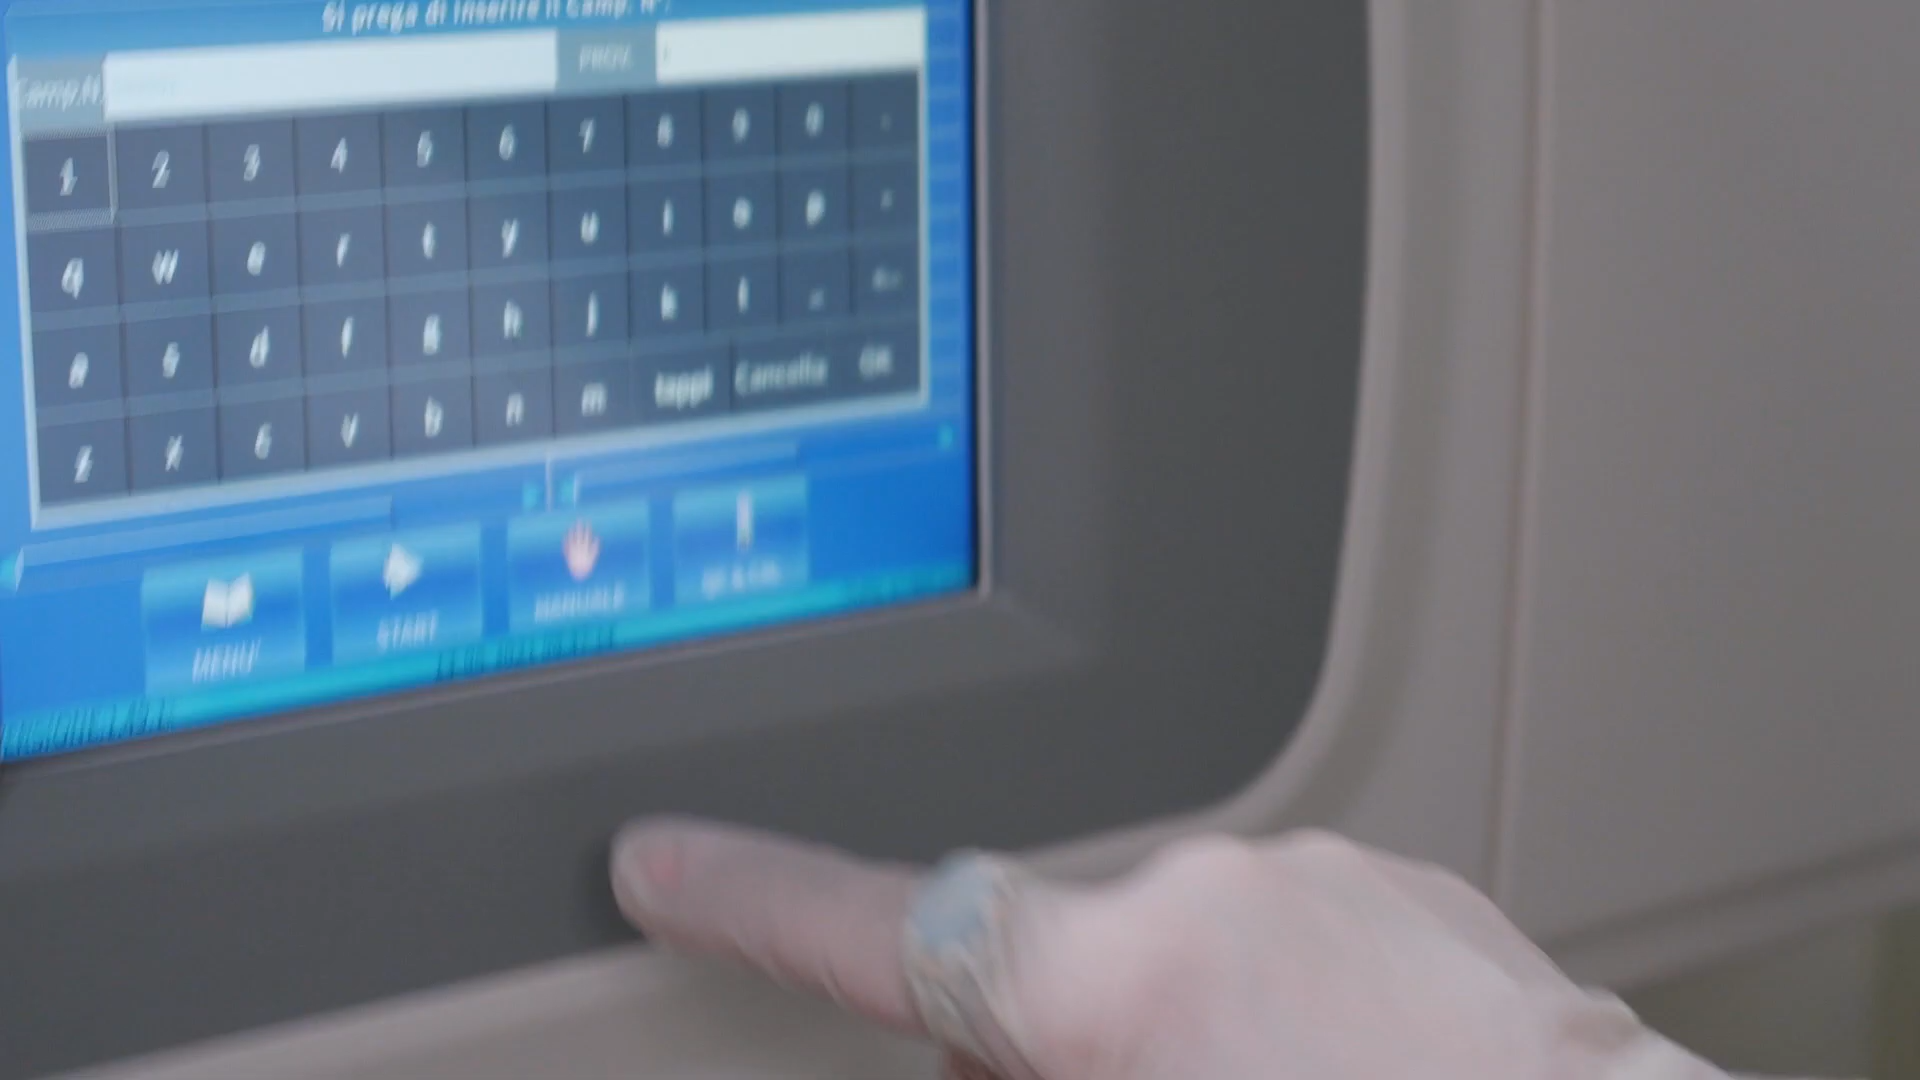 Si prega di inserire il Camp. N°:
Camp.N. PROV.
1 2 3 4 5 6 7 8 9 0
q w e r t y u i o p
a s d f g h j k l
z x c v b n m tappi Cancella OK
MENU' START MANUALE